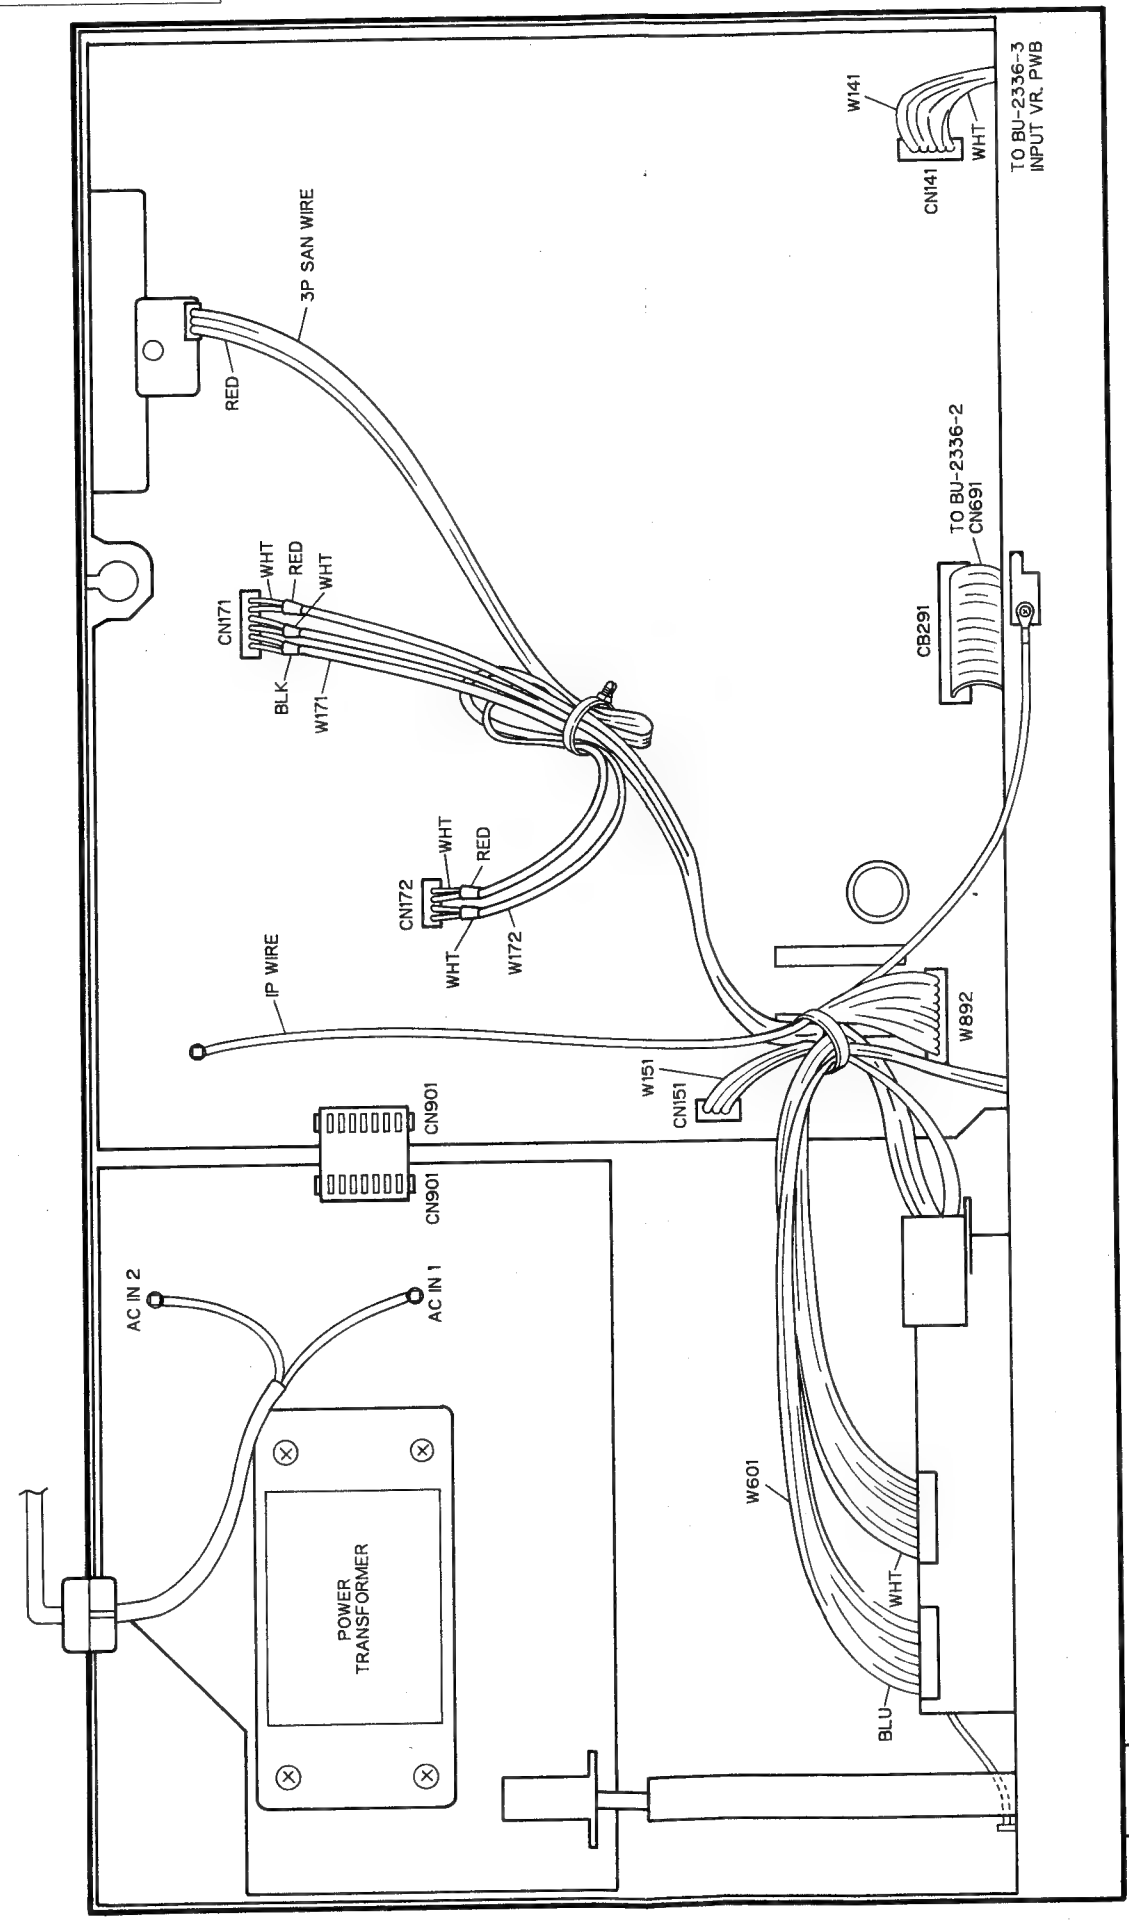 AC IN 2
AC IN 1
POWER
TRANSFORMER
CN901
CN901
IP WIRE
CN172
WHT
RED
WHT
W172
CN171
WHT
RED
WHT
BLK
W171
RED
3P SAN WIRE
W141
CN141
WHT
TO BU-2336-3
INPUT VR. PWB
TO BU-2336-2
CN691
CB291
W151
CN151
W892
W601
WHT
BLU